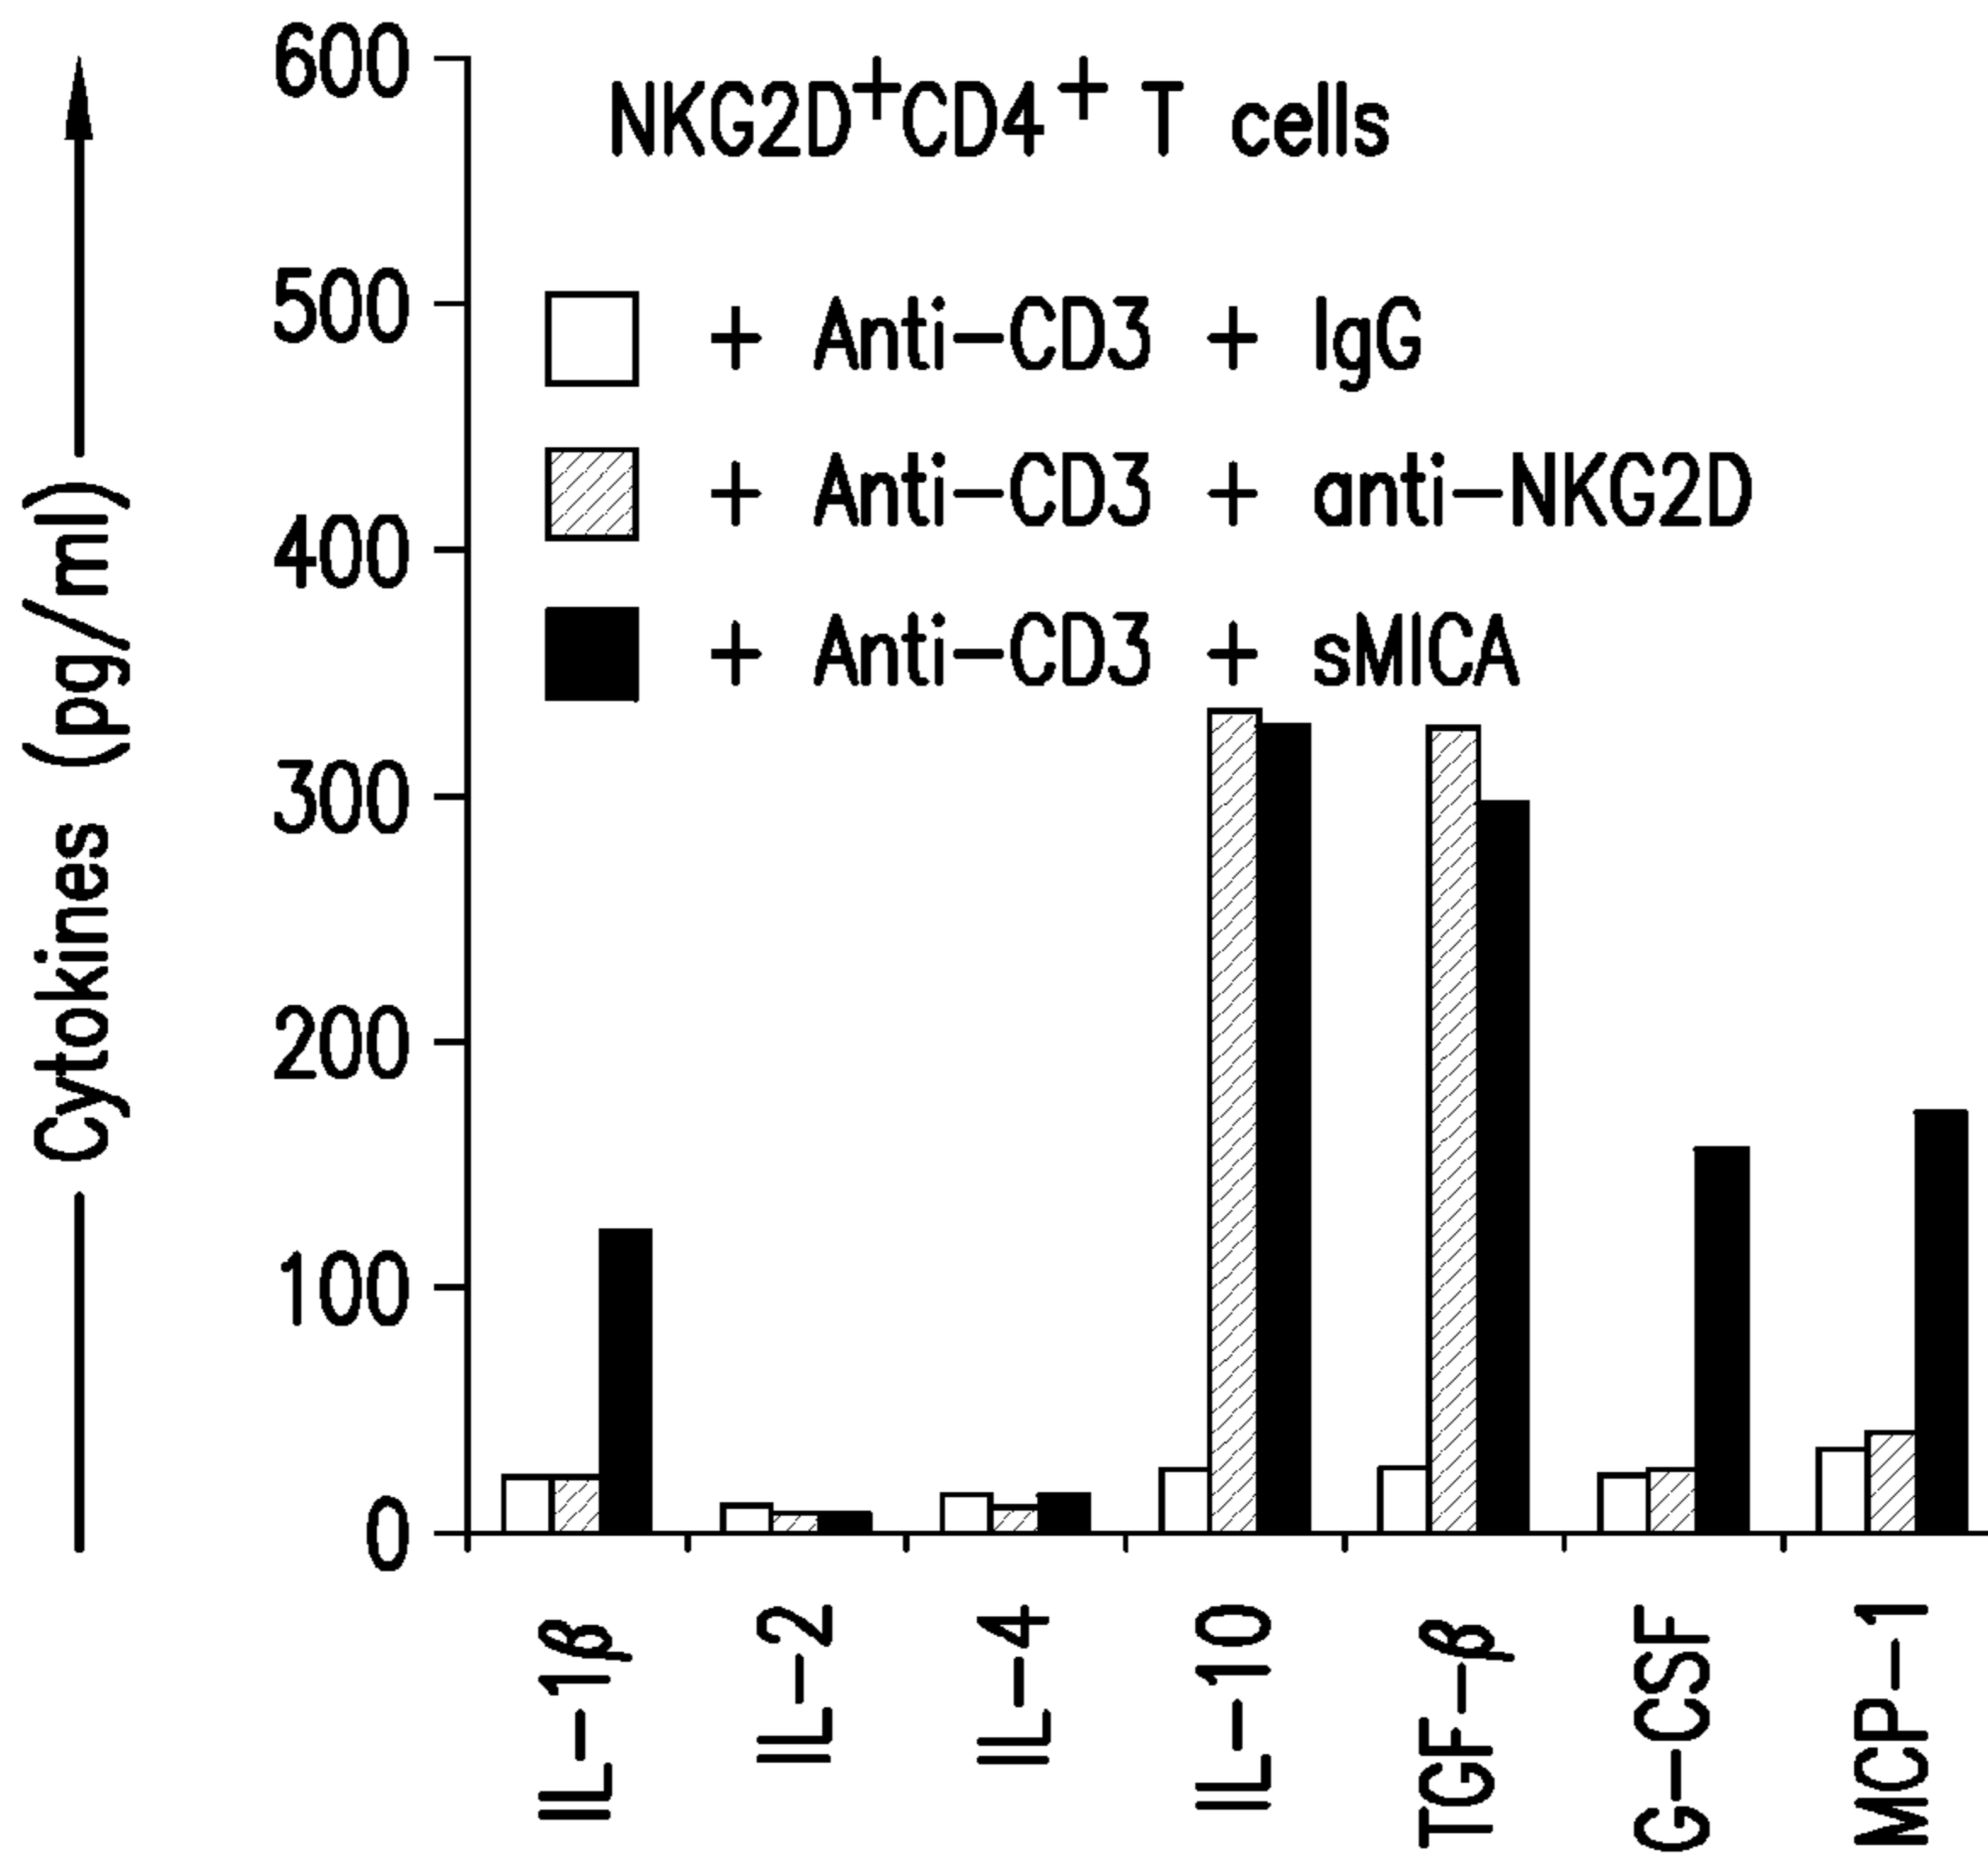 Cytokines (pg/ml)
600
500
400
300
200
100
0
NKG2D+CD4+ T cells
+ Anti-CD3 + IgG
+ Anti-CD3 + anti-NKG2D
+ Anti-CD3 + sMICA
IL-1β
IL-2
IL-4
IL-10
TGF-β
G-CSF
MCP-1